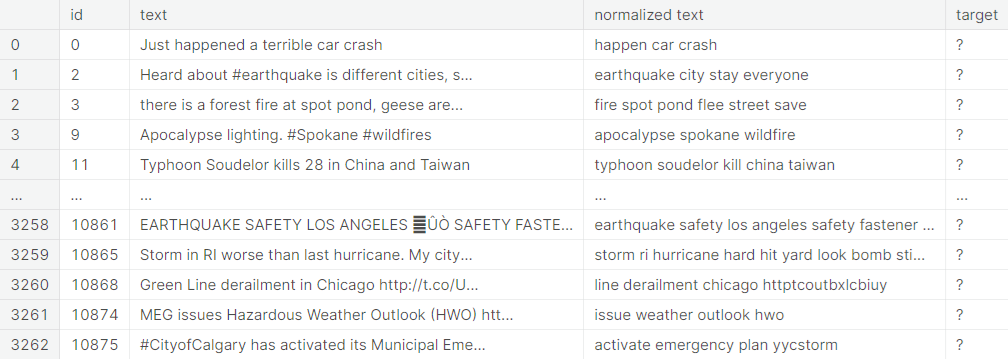 id text normalized text target
0 0 Just happened a terrible car crash happen car crash ?
1 2 Heard about #earthquake is different cities, s... earthquake city stay everyone ?
2 3 there is a forest fire at spot pond, geese are... fire spot pond flee street save ?
3 9 Apocalypse lighting. #Spokane #wildfires apocalypse spokane wildfire ?
4 11 Typhoon Soudelor kills 28 in China and Taiwan typhoon soudelor kill china taiwan ?
... ... ... ... ...
3258 10861 EARTHQUAKE SAFETY LOS ANGELES ÛÒ SAFETY FASTE... earthquake safety los angeles safety fastener ... ?
3259 10865 Storm in RI worse than last hurricane. My city... storm ri hurricane hard hit yard look bomb sti... ?
3260 10868 Green Line derailment in Chicago http://t.co/U... line derailment chicago httptcoutbxlcbiuy ?
3261 10874 MEG issues Hazardous Weather Outlook (HWO) htt... issue weather outlook hwo ?
3262 10875 #CityofCalgary has activated its Municipal Eme... activate emergency plan yycstorm ?